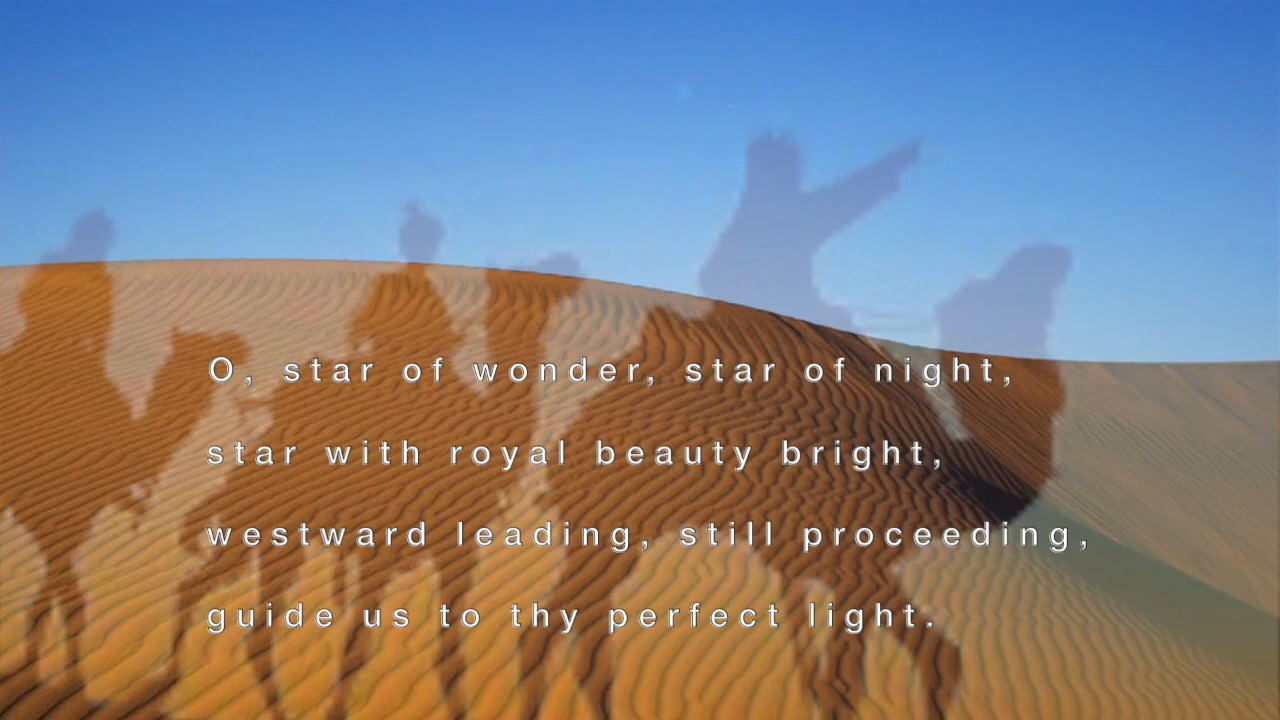 O, star of wonder, star of night,
star with royal beauty bright,
westward leading, still proceeding,
guide us to thy perfect light.